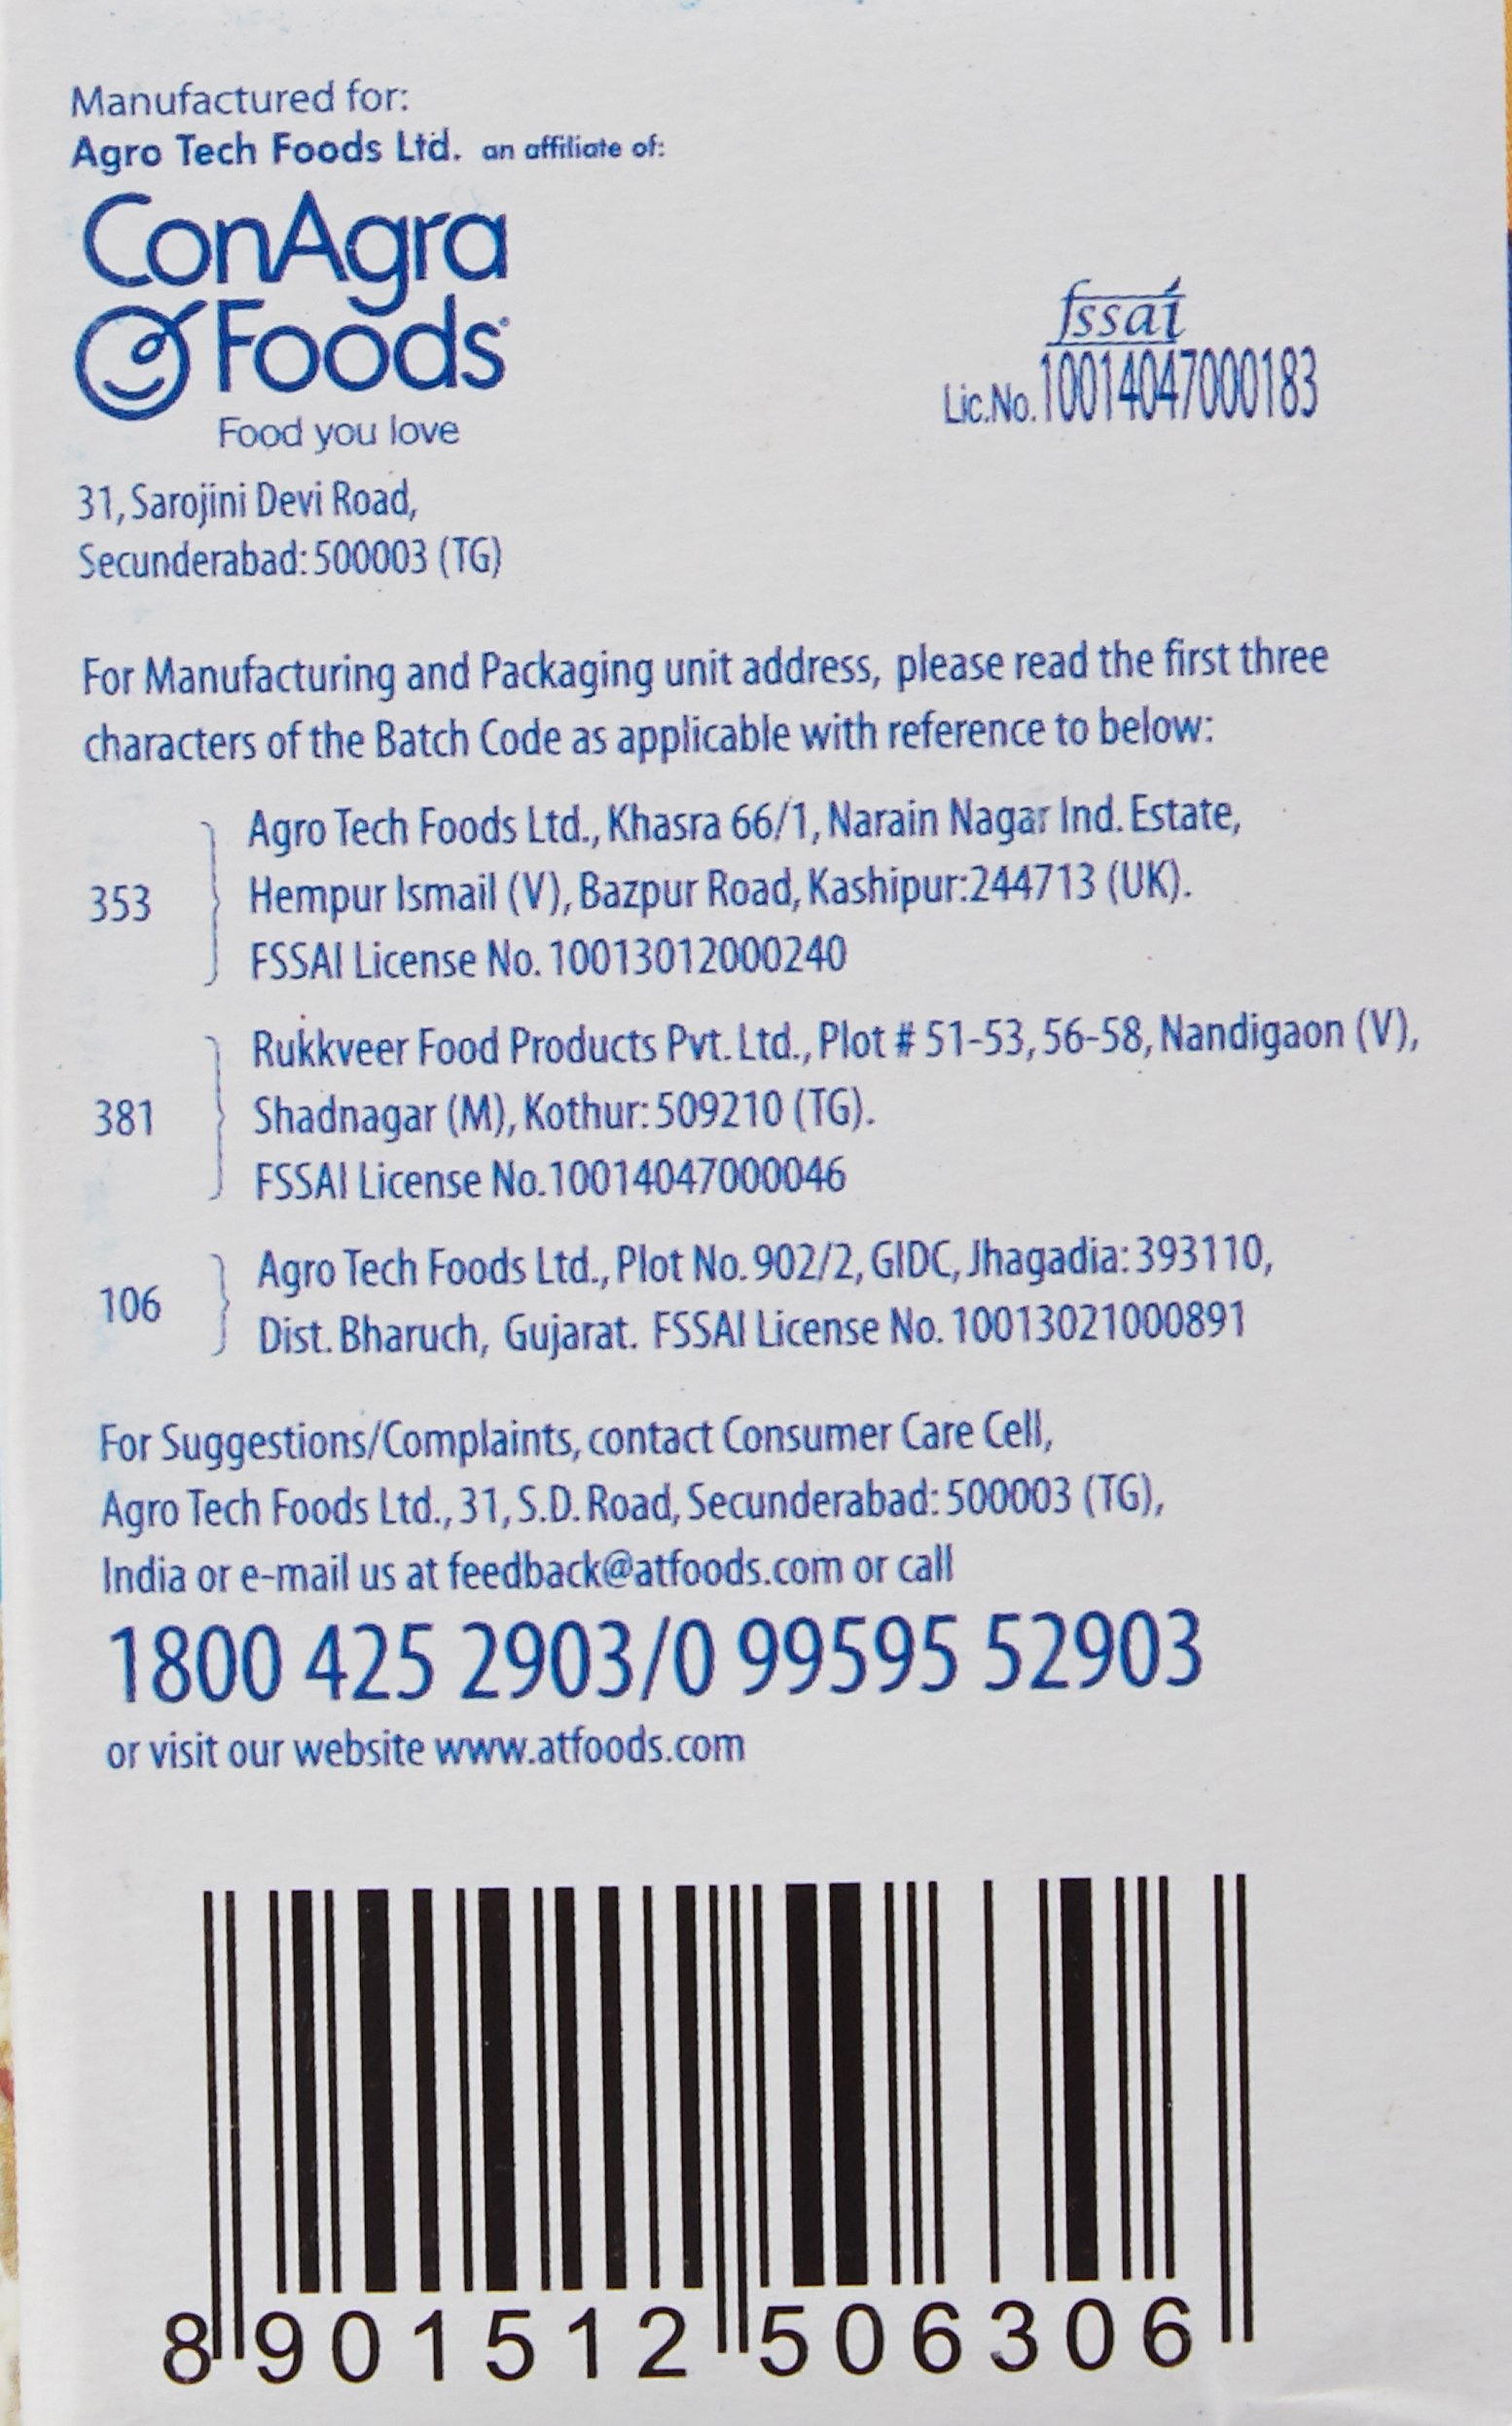 Manufactured for:
Agro Tech Foods Ltd. an affiliate of:
ConAgra
Foods®
Food you love
fssai
Lic.No.10014047000183
31, Sarojini Devi Road,
Secunderabad: 500003 (TG)
For Manufacturing and Packaging unit address, please read the first three
characters of the Batch Code as applicable with reference to below:
353
Agro Tech Foods Ltd., Khasra 66/1, Narain Nagar Ind. Estate,
Hempur Ismail (V), Bazpur Road, Kashipur:244713 (UK).
FSSAI License No. 10013012000240
381
Rukkveer Food Products Pvt. Ltd., Plot # 51-53, 56-58, Nandigaon (V),
Shadnagar (M), Kothur: 509210 (TG).
FSSAI License No.10014047000046
106
Agro Tech Foods Ltd., Plot No. 902/2, GIDC, Jhagadia: 393110,
Dist. Bharuch, Gujarat. FSSAI License No. 10013021000891
For Suggestions/Complaints, contact Consumer Care Cell,
Agro Tech Foods Ltd., 31, S.D. Road, Secunderabad: 500003 (TG),
India or e-mail us at feedback@atfoods.com or call
1800 425 2903/0 99595 52903
or visit our website www.atfoods.com
8 901512 506306